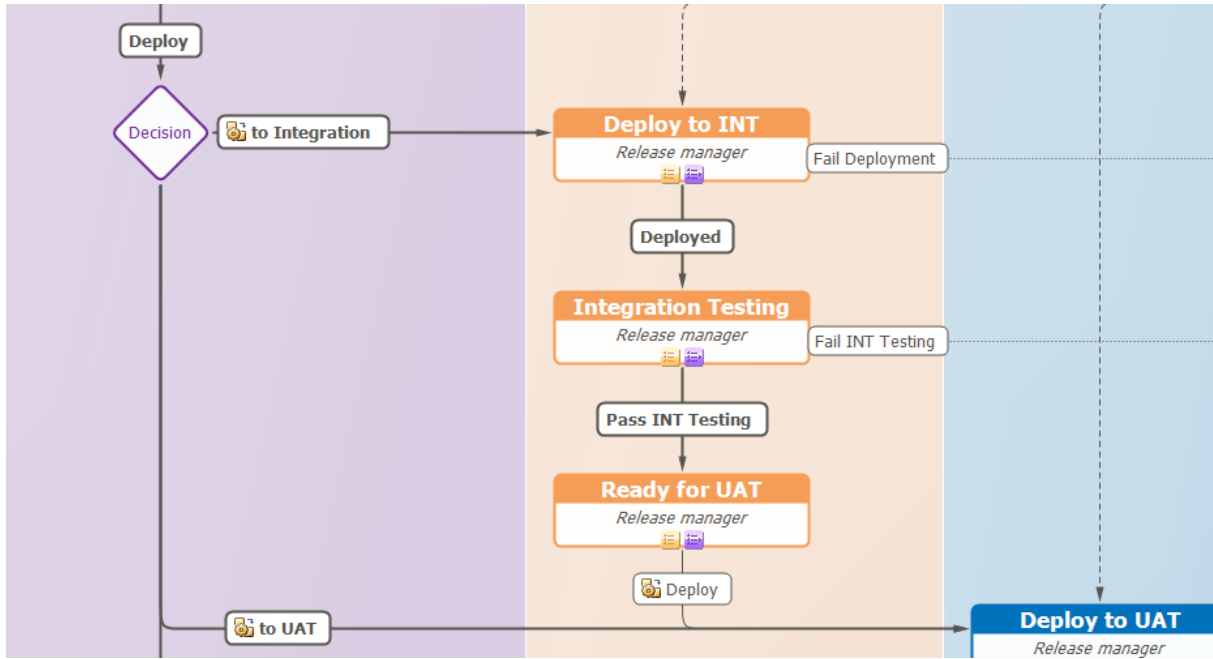 Deploy
Decision
to Integration
Deploy to INT
Release manager
Fail Deployment
Deployed
Integration Testing
Release manager
Fail INT Testing
Pass INT Testing
Ready for UAT
Release manager
Deploy
to UAT
Deploy to UAT
Release manager